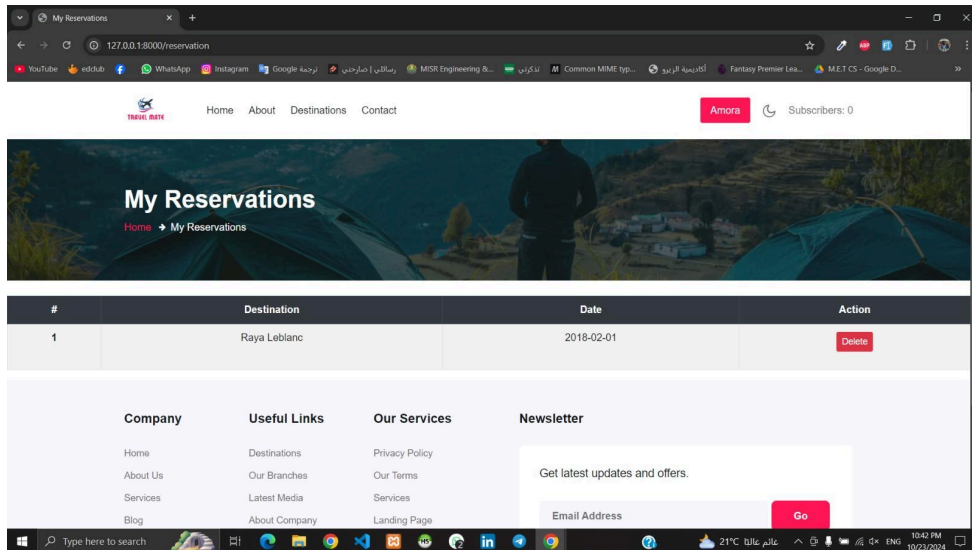 My Reservations
127.0.0.1:8000/reservation
YouTube edclub WhatsApp Instagram ترجمة Google رسائلي | صارحني MISR Engineering &... تذكرتي Common MIME typ... أكاديمية الزيرو Fantasy Premier Lea... M.E.T CS - Google D...
TRAVEL MATE Home About Destinations Contact Amora Subscribers: 0
My Reservations
Home → My Reservations
# Destination Date Action
1 Raya Leblanc 2018-02-01 Delete
Company Useful Links Our Services Newsletter
Home Destinations Privacy Policy
About Us Our Branches Our Terms Get latest updates and offers.
Services Latest Media Services
Blog About Company Landing Page Email Address Go
Type here to search 21°C غائم غالبًا ENG 10:42 PM
10/23/2024